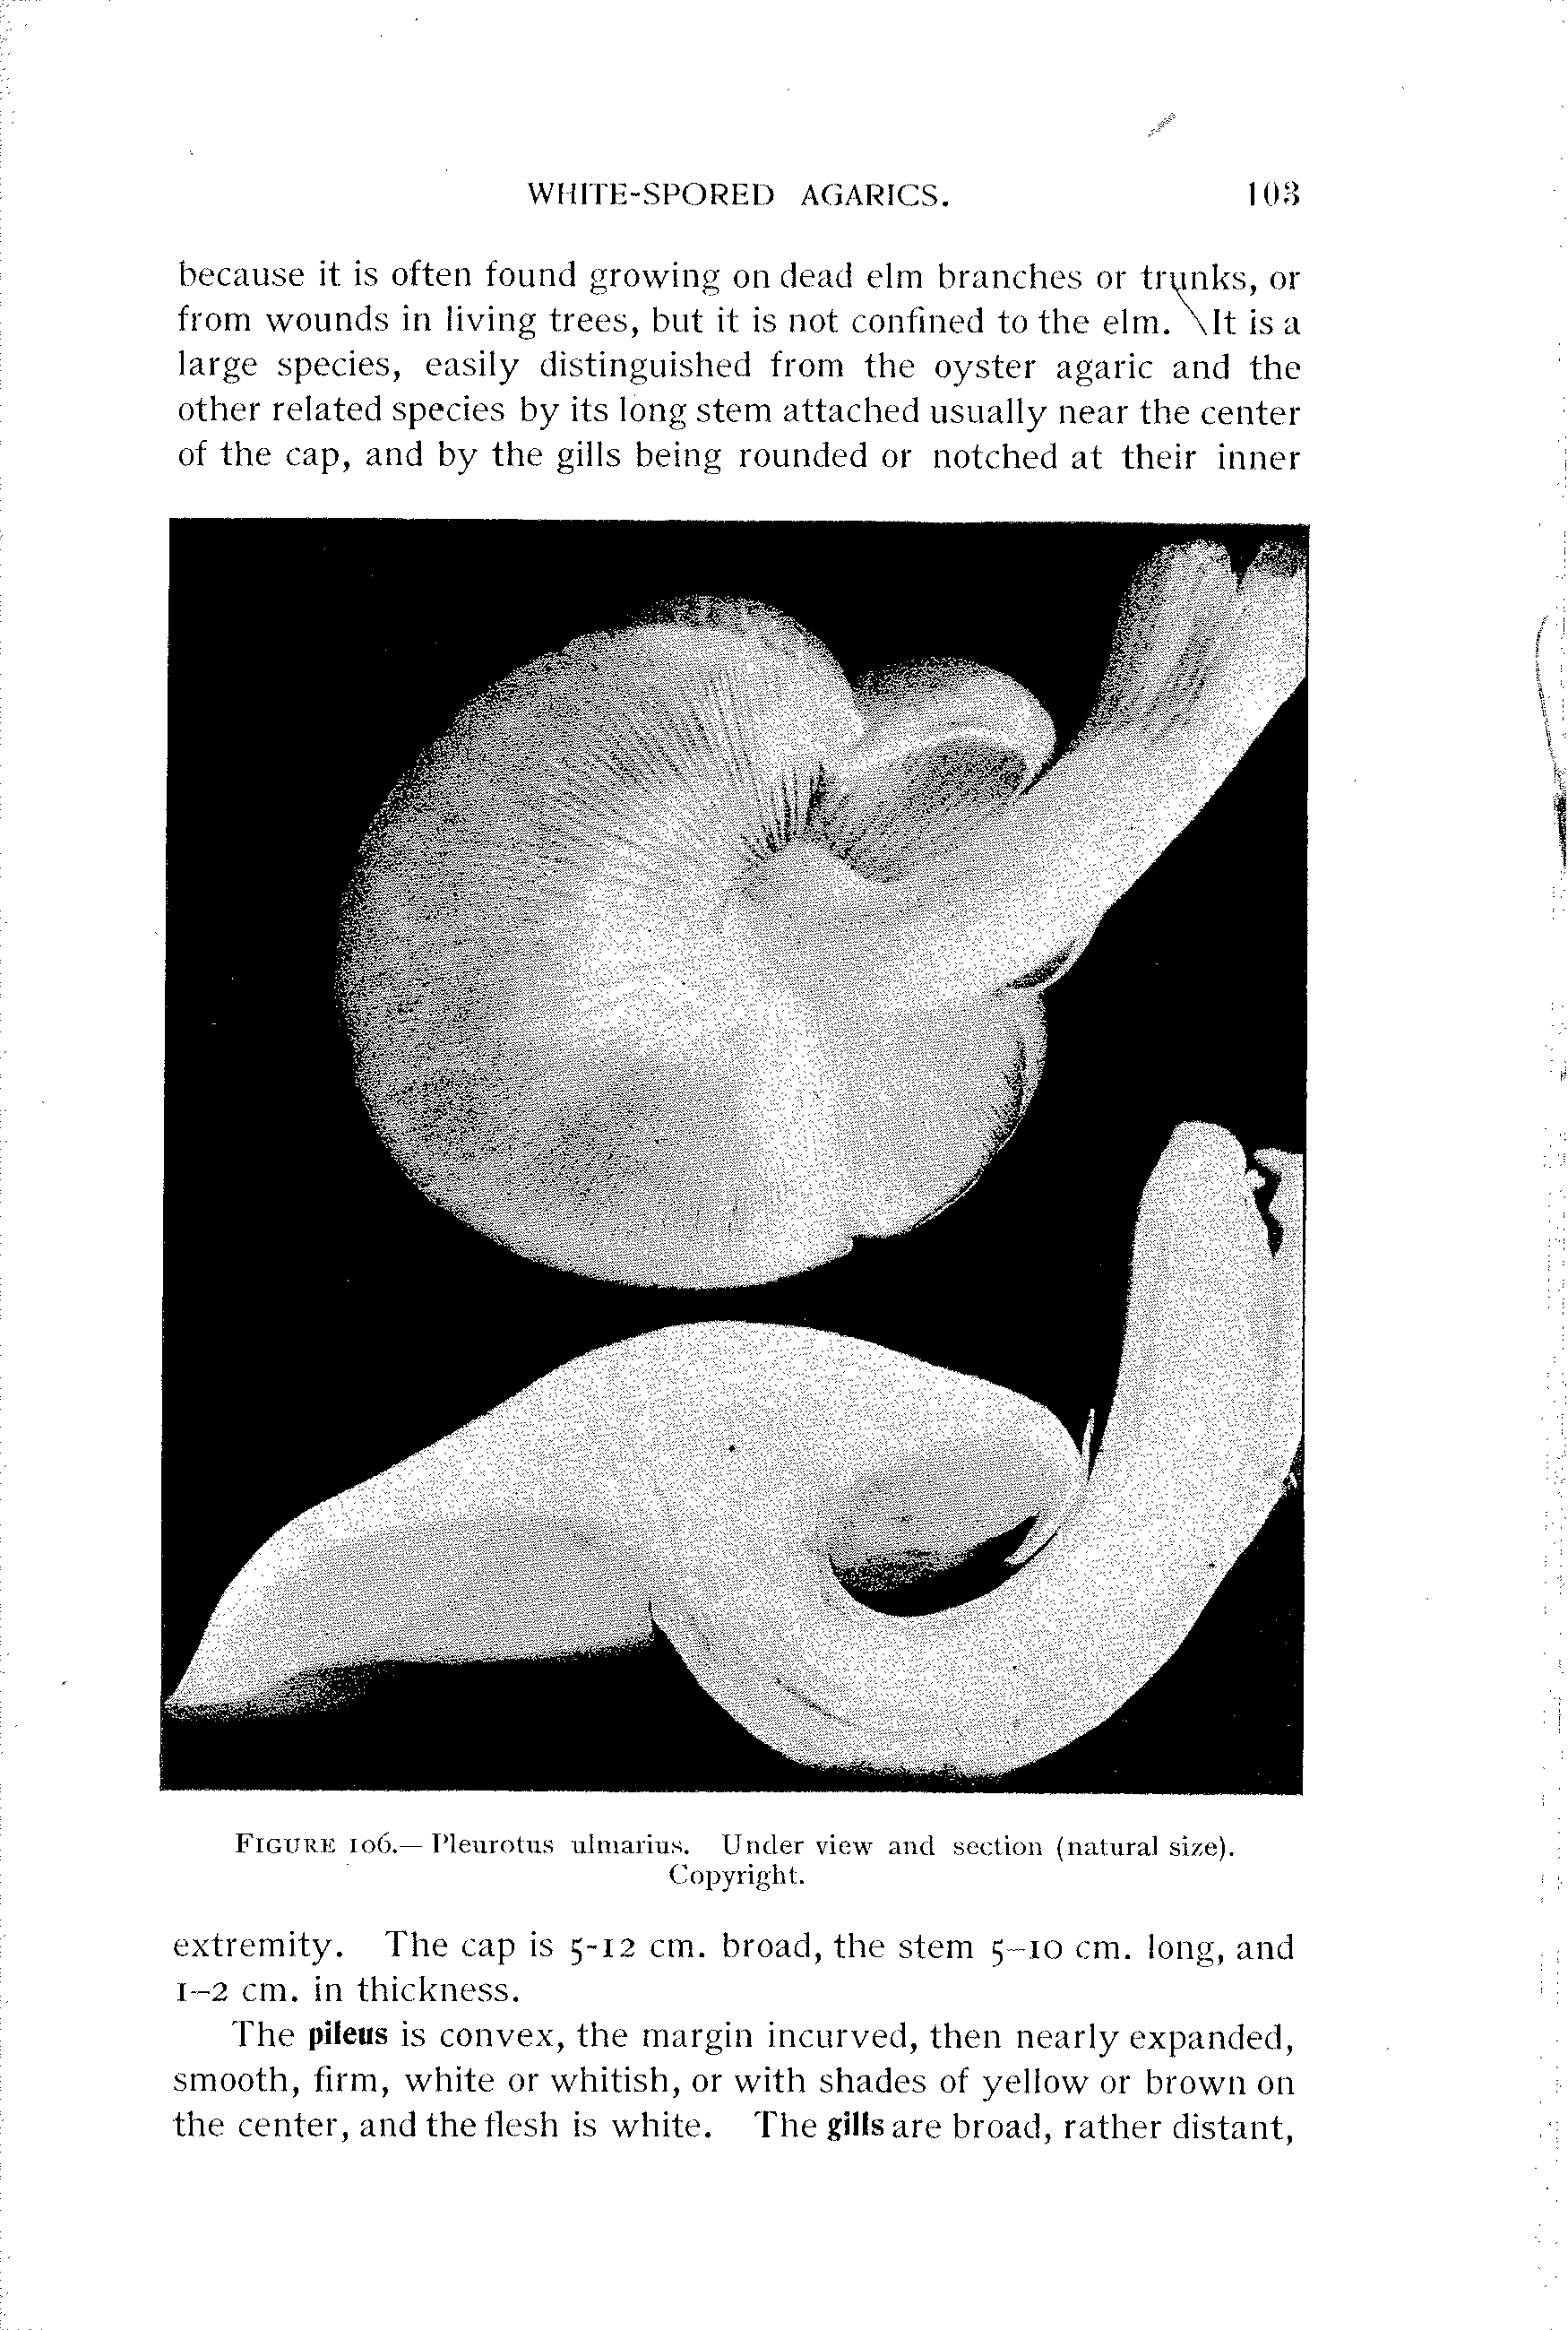 WHITE-SPORED AGARICS. 103
because it is often found growing on dead elm branches or trunks, or
from wounds in living trees, but it is not confined to the elm. It is a
large species, easily distinguished from the oyster agaric and the
other related species by its long stem attached usually near the center
of the cap, and by the gills being rounded or notched at their inner
FIGURE 106.— Pleurotus ulmarius. Under view and section (natural size).
Copyright.
extremity. The cap is 5-12 cm. broad, the stem 5–10 cm. long, and
1–2 cm. in thickness.
The pileus is convex, the margin incurved, then nearly expanded,
smooth, firm, white or whitish, or with shades of yellow or brown on
the center, and the flesh is white. The gills are broad, rather distant,